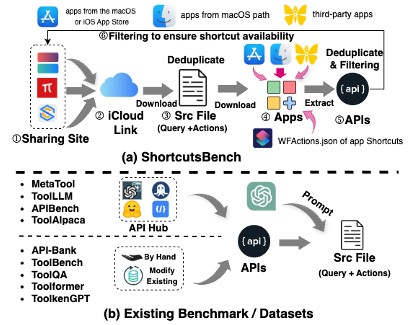 apps from the macOS
or iOS App Store
apps from macOS path
third-party apps
⑥Filtering to ensure shortcut availability
Deduplicate
Deduplicate
& Filtering
π
{api}
Download
Download
Extract
①Sharing Site
② iCloud
Link
③ Src File
(Query +Actions)
④ Apps
⑤APIs
WFActions.json of app Shortcuts
(a) ShortcutsBench
MetaTool
ToolLLM
APIBench
ToolAlpaca
API Hub
Prompt
API-Bank
ToolBench
ToolQA
Toolformer
ToolkenGPT
By Hand
Modify
Existing
{api}
APIs
Src File
(Query + Actions)
(b) Existing Benchmark / Datasets